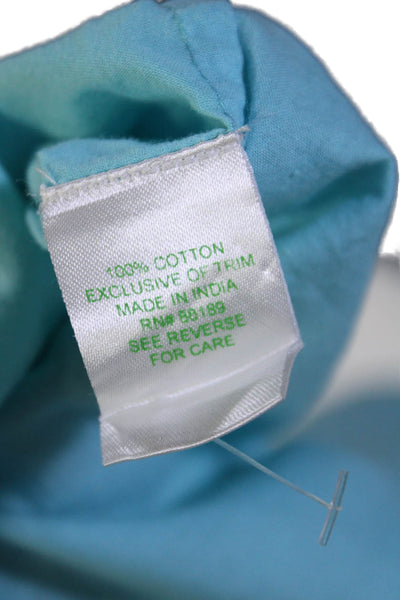 100% COTTON
EXCLUSIVE OF TRIM
MADE IN INDIA
RN# 58189
SEE REVERSE
FOR CARE